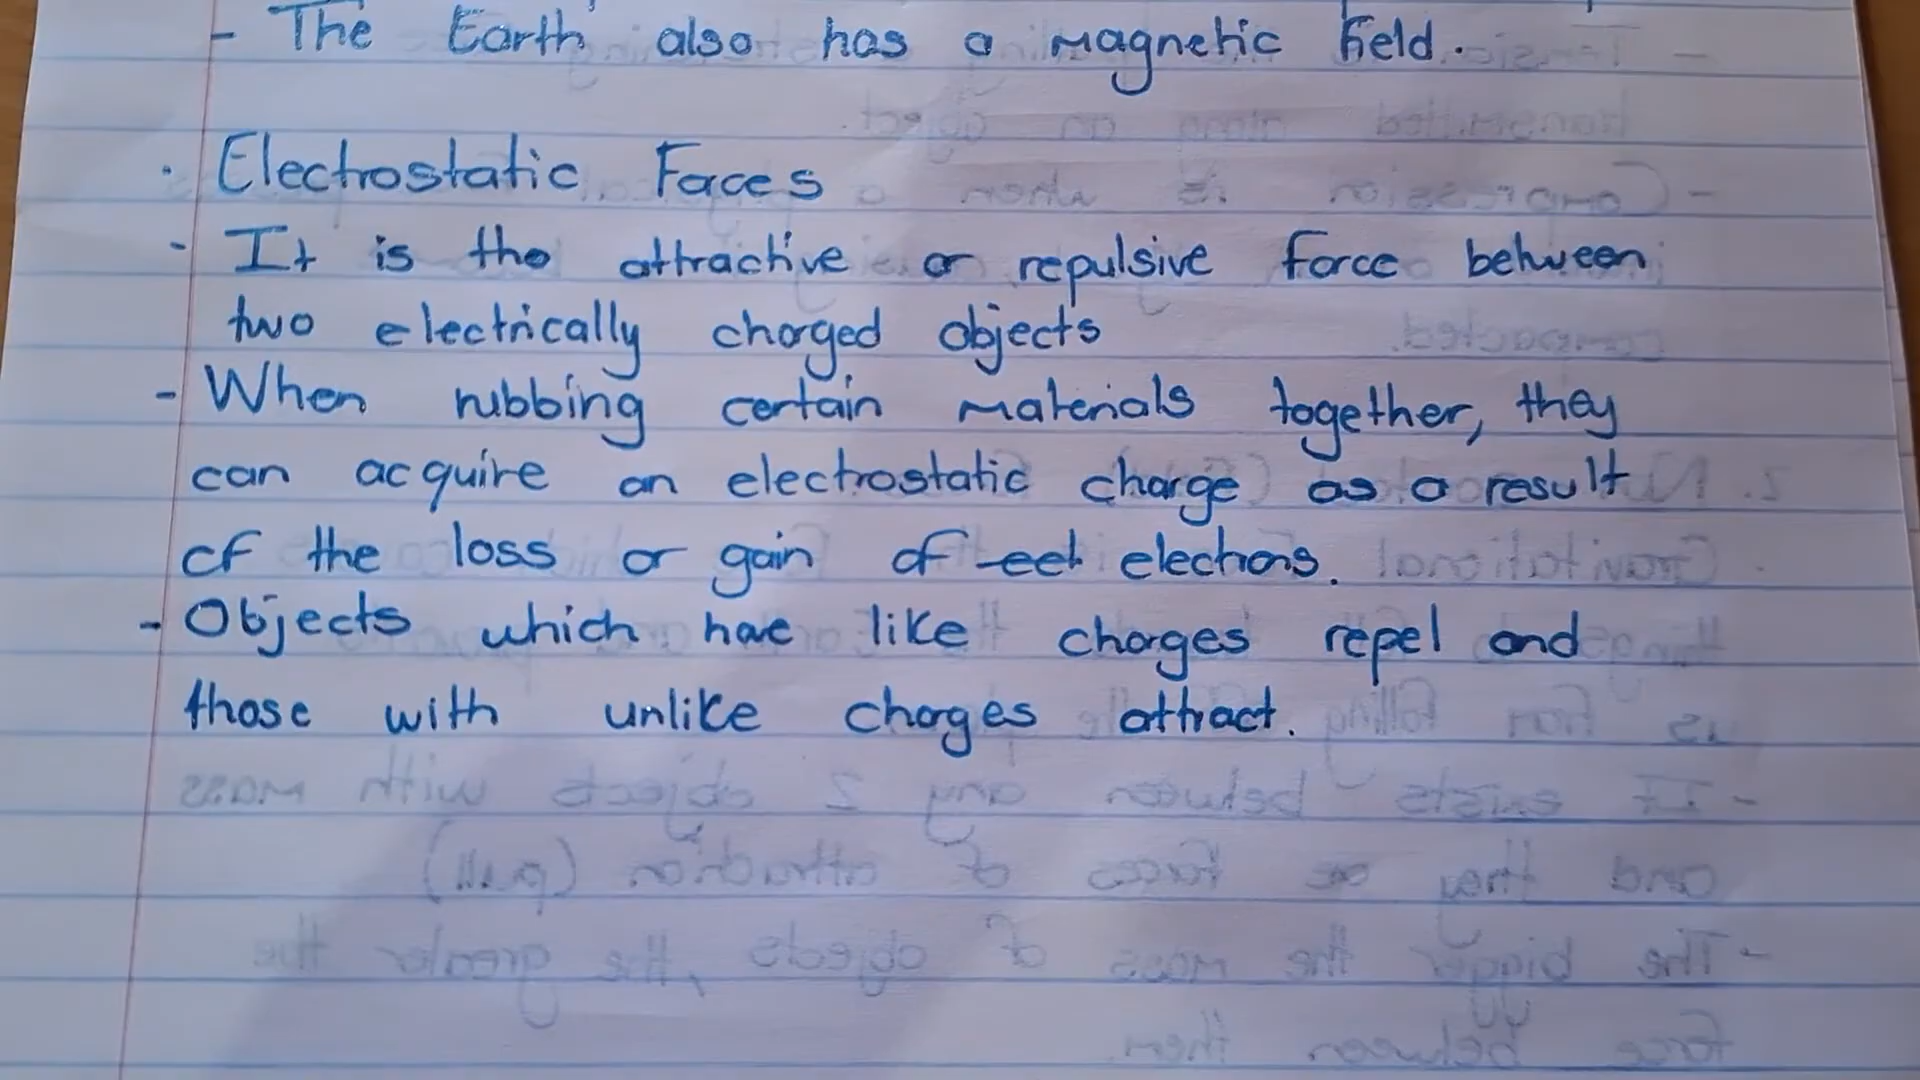 - The Earth also has a magnetic field.
· Electrostatic Faces
- It is the attractive or repulsive force between
two electrically charged objects
- When rubbing certain materials together, they
can acquire an electrostatic charge as a result
of the loss or gain of eel elections.
- Objects which have like charges repel and
those with unlike charges attract.